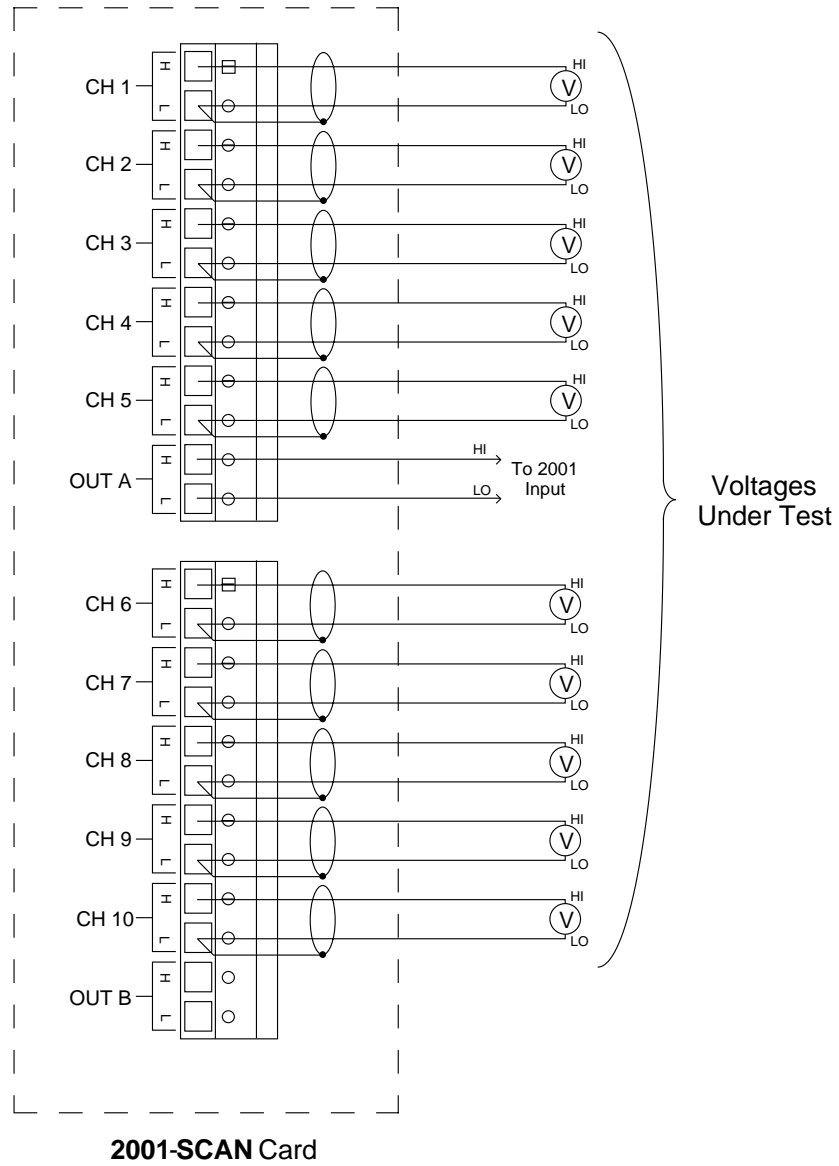 CH 1
H
L
HI
V
LO
CH 2
H
L
HI
V
LO
CH 3
H
L
HI
V
LO
CH 4
H
L
HI
V
LO
CH 5
H
L
HI
V
LO
OUT A
H
L
HI
LO
To 2001
Input
Voltages
Under Test
CH 6
H
L
HI
V
LO
CH 7
H
L
HI
V
LO
CH 8
H
L
HI
V
LO
CH 9
H
L
HI
V
LO
CH 10
H
L
HI
V
LO
OUT B
H
L
2001-SCAN Card